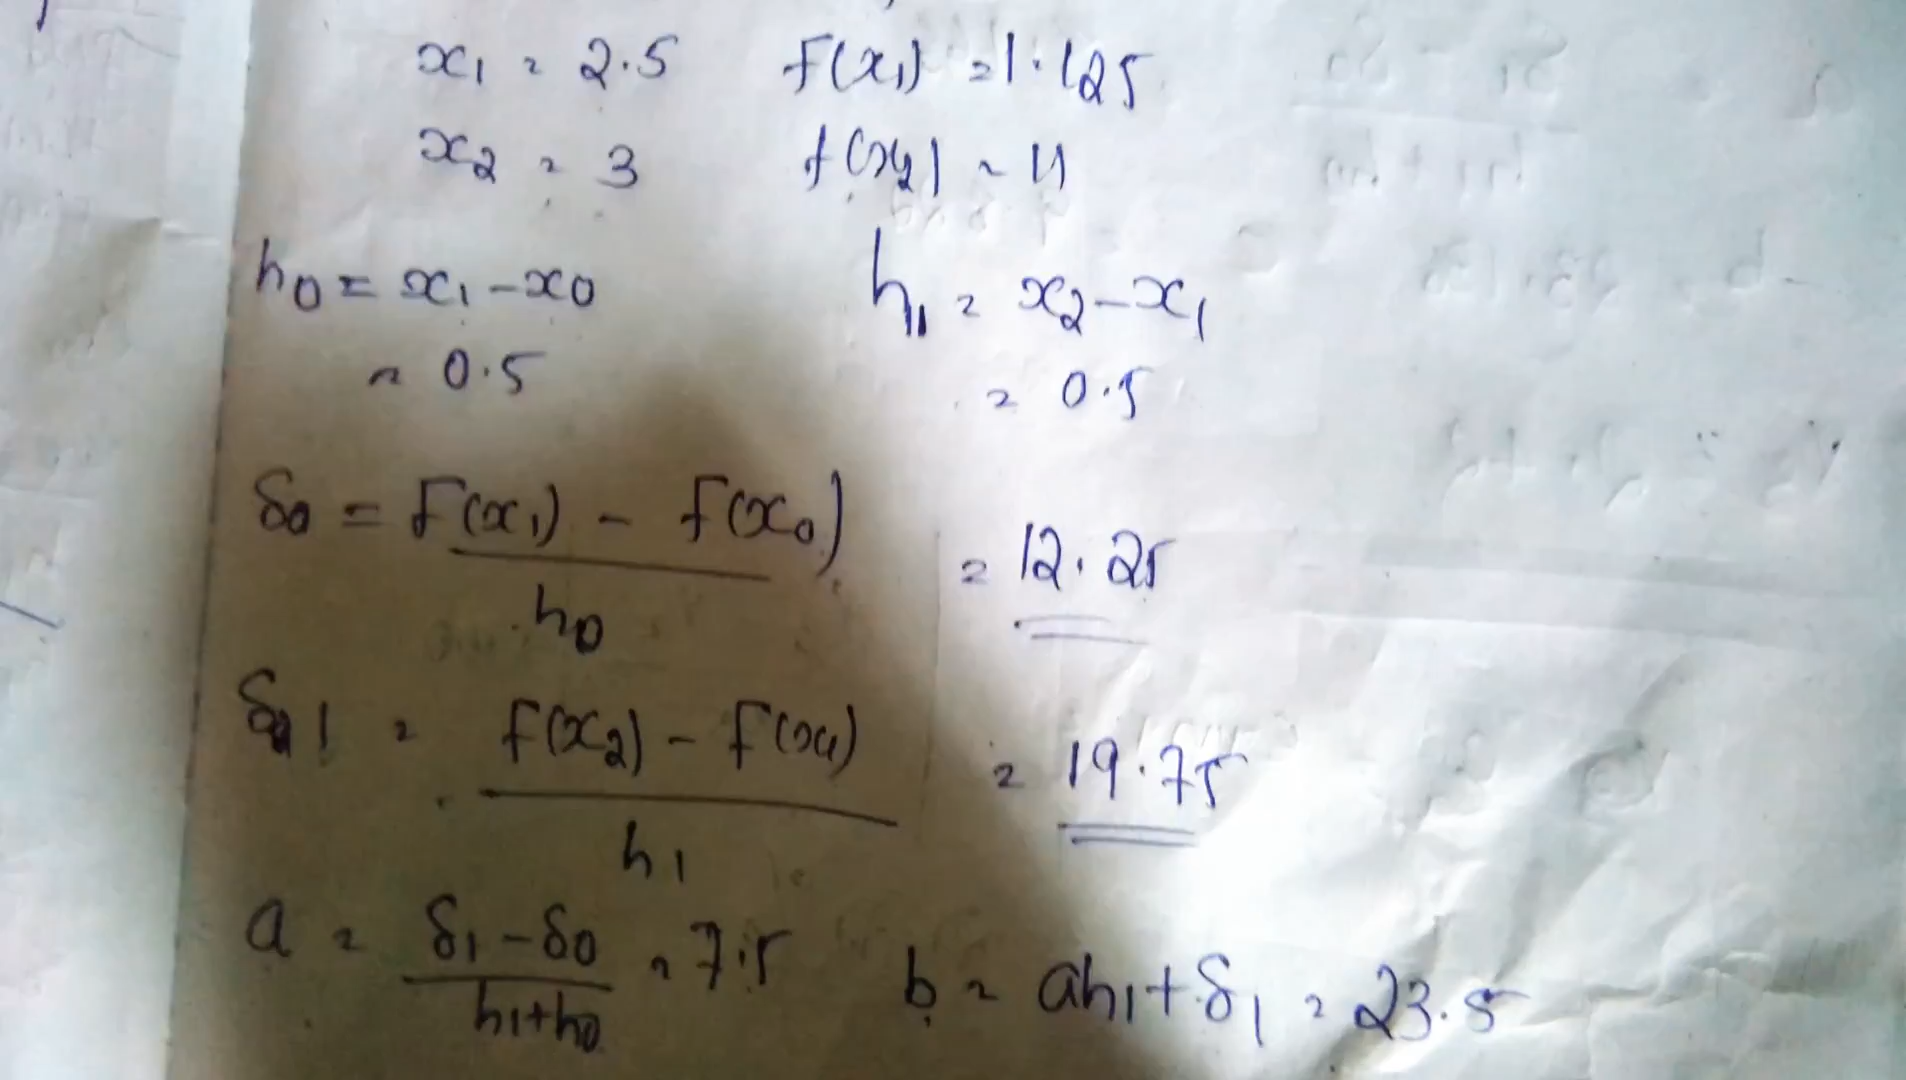 x₁ = 2.5 f(x₁) = 1.125
x₂ = 3 f(x₂) = 11
h₀ = x₁ - x₀ h₁ = x₂ - x₁
= 0.5 = 0.5
δ₀ = f(x₁) - f(x₀) / h₀ = 12.25
δ₁ = f(x₂) - f(x₁) / h₁ = 19.75
a = δ₁ - δ₀ / h₁ + h₀ = 7.5 b = ah₁ + δ₁ = 23.5